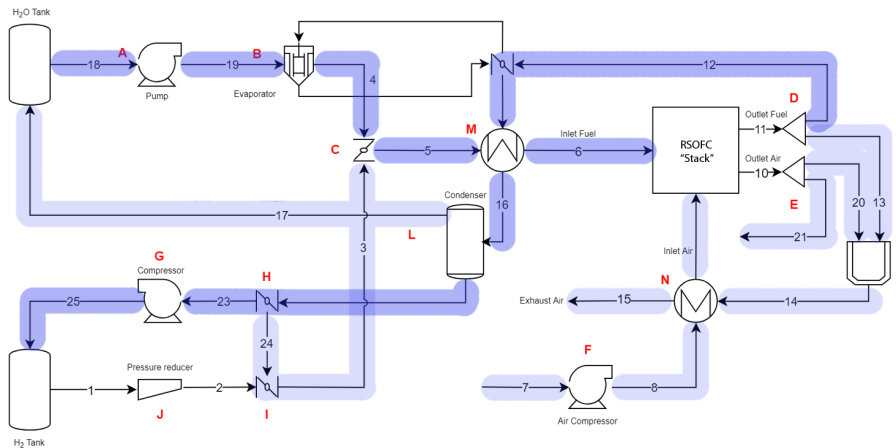 H₂O Tank
A
18
Pump
19
B
Evaporator
4
12
D
Outlet Fuel
11
C
5
M
Inlet Fuel
6
RSOFC
"Stack"
Outlet Air
10
E
20
13
21
16
Condenser
17
L
3
Inlet Air
G
Compressor
H
25
23
24
Exhaust Air
15
N
14
1
Pressure reducer
2
J
I
F
7
8
Air Compressor
H₂ Tank